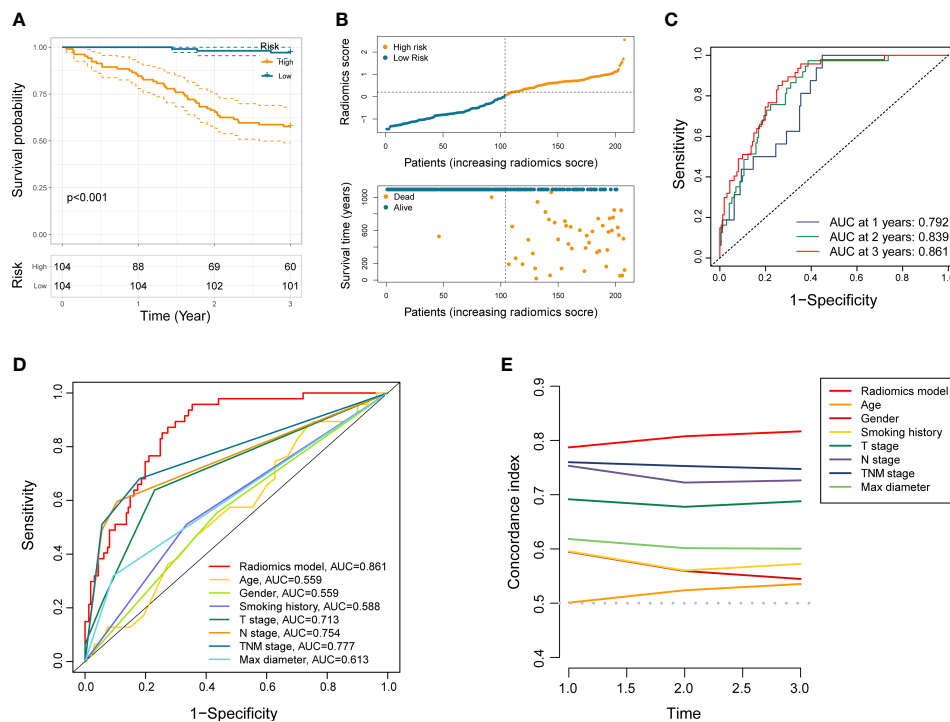 A
Survival probability
1.00
0.75
0.50
0.25
0.00
Risk
High
Low
p<0.001
Risk
High 104 88 69 60
Low 104 104 102 101
0 1 2 3
Time (Year)
B
Radiomics score
2
1
0
−1
High risk
Low Risk
0 50 100 150 200
Patients (increasing radiomics socre)
Survival time (years)
1000
600
200
Dead
Alive
0 50 100 150 200
Patients (increasing radiomics socre)
C
Sensitivity
1.0
0.8
0.6
0.4
0.2
0.0
AUC at 1 years: 0.792
AUC at 2 years: 0.839
AUC at 3 years: 0.861
0.0 0.2 0.4 0.6 0.8 1.0
1−Specificity
D
Sensitivity
1.0
0.8
0.6
0.4
0.2
0.0
Radiomics model, AUC=0.861
Age, AUC=0.559
Gender, AUC=0.559
Smoking history, AUC=0.588
T stage, AUC=0.713
N stage, AUC=0.754
TNM stage, AUC=0.777
Max diameter, AUC=0.613
0.0 0.2 0.4 0.6 0.8 1.0
1−Specificity
E
Concordance index
0.9
0.8
0.7
0.6
0.5
0.4
1.0 1.5 2.0 2.5 3.0
Time
Radiomics model
Age
Gender
Smoking history
T stage
N stage
TNM stage
Max diameter